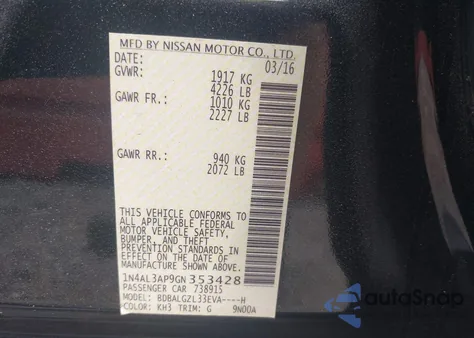 MFD BY NISSAN MOTOR CO., LTD.
DATE: 03/16
GVWR: 1917 KG
4226 LB
GAWR FR.: 1010 KG
2227 LB
GAWR RR.: 940 KG
2072 LB
THIS VEHICLE CONFORMS TO
ALL APPLICABLE FEDERAL
MOTOR VEHICLE SAFETY,
BUMPER, AND THEFT
PREVENTION STANDARDS IN
EFFECT ON THE DATE OF
MANUFACTURE SHOWN ABOVE.
1N4AL3AP9GN353428
PASSENGER CAR 738915
MODEL: BDBALGZL33EVA----H
COLOR: KH3 TRIM: G 9N00A
AutoSnap